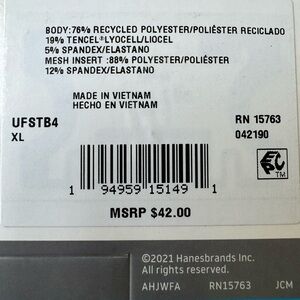 BODY:76% RECYCLED POLYESTER/POLIÉSTER RECICLADO
19% TENCEL®LYOCELL/LIOCEL
5% SPANDEX/ELASTANO
MESH INSERT :88% POLYESTER/POLIÉSTER
12% SPANDEX/ELASTANO
MADE IN VIETNAM
HECHO EN VIETNAM
UFSTB4
RN 15763
XL
042190
EPC
TM
1 94959 15149 1
MSRP $42.00
©2021 Hanesbrands Inc.
All rights reserved.
AHJWFA RN15763 JCM